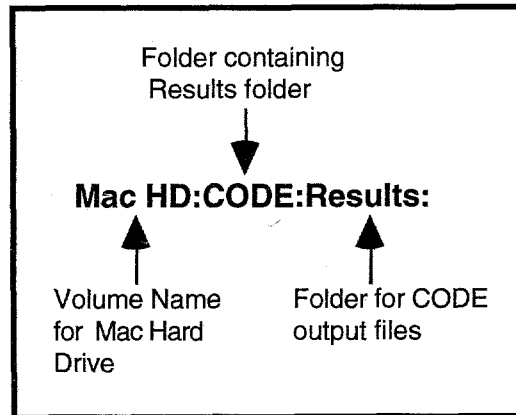 Folder containing
Results folder
Mac HD:CODE:Results:
Volume Name
for Mac Hard
Drive
Folder for CODE
output files